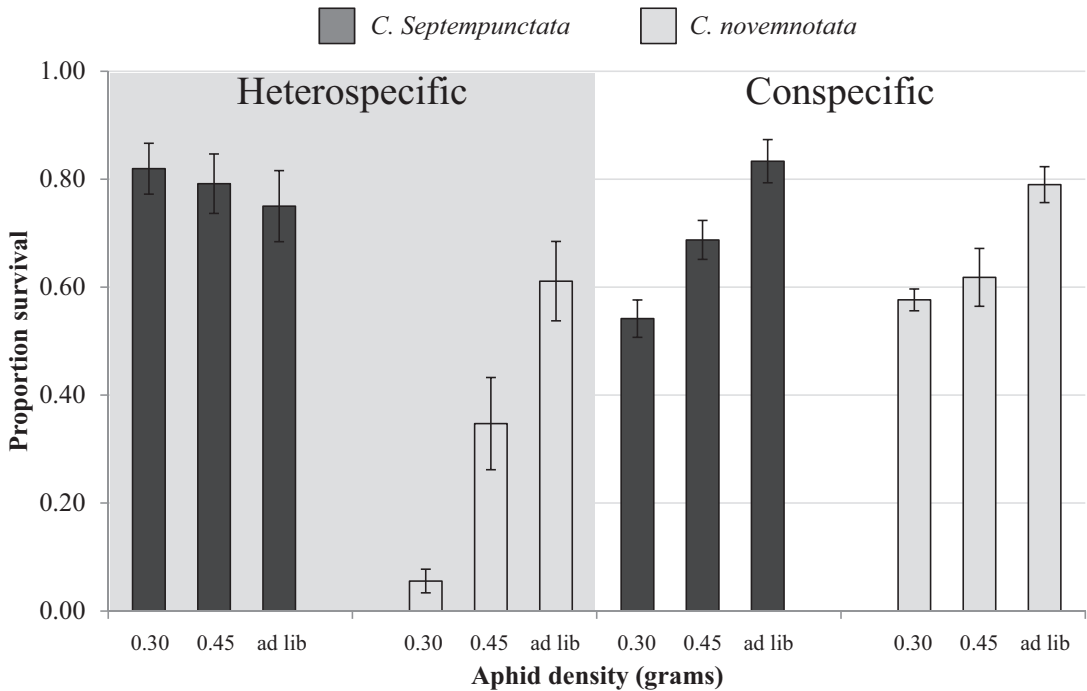 C. Septempunctata C. novemnotata
Heterospecific Conspecific
Proportion survival
1.00
0.80
0.60
0.40
0.20
0.00
0.30 0.45 ad lib 0.30 0.45 ad lib 0.30 0.45 ad lib 0.30 0.45 ad lib
Aphid density (grams)